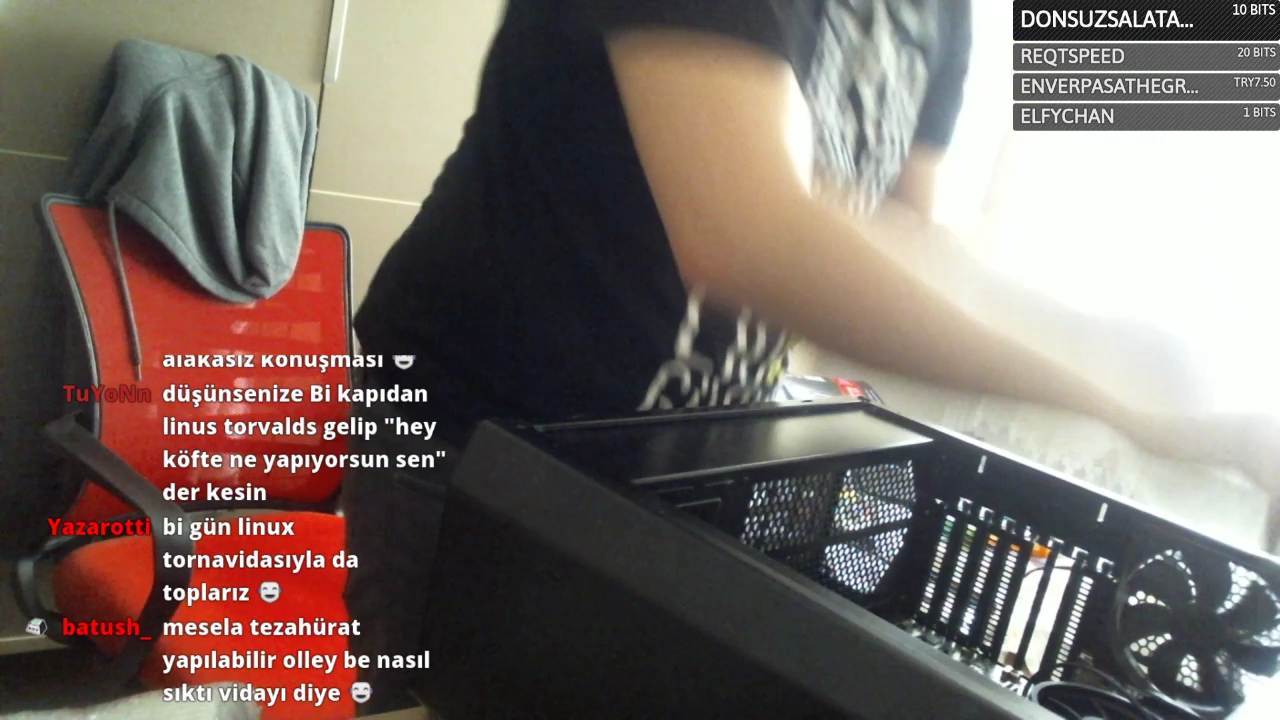 DONSUZSALATA... 10 BITS
REQTSPEED 20 BITS
ENVERPASATHEGR... TRY7.50
ELFYCHAN 1 BITS
alakasız konuşması
TuYoNn düşünsenize Bi kapıdan
linus torvalds gelip "hey
köfte ne yapıyorsun sen"
der kesin
Yazarotti bi gün linux
tornavidasıyla da
toplarız
batush_ mesela tezahürat
yapılabilir olley be nasıl
sıktı vidayı diye